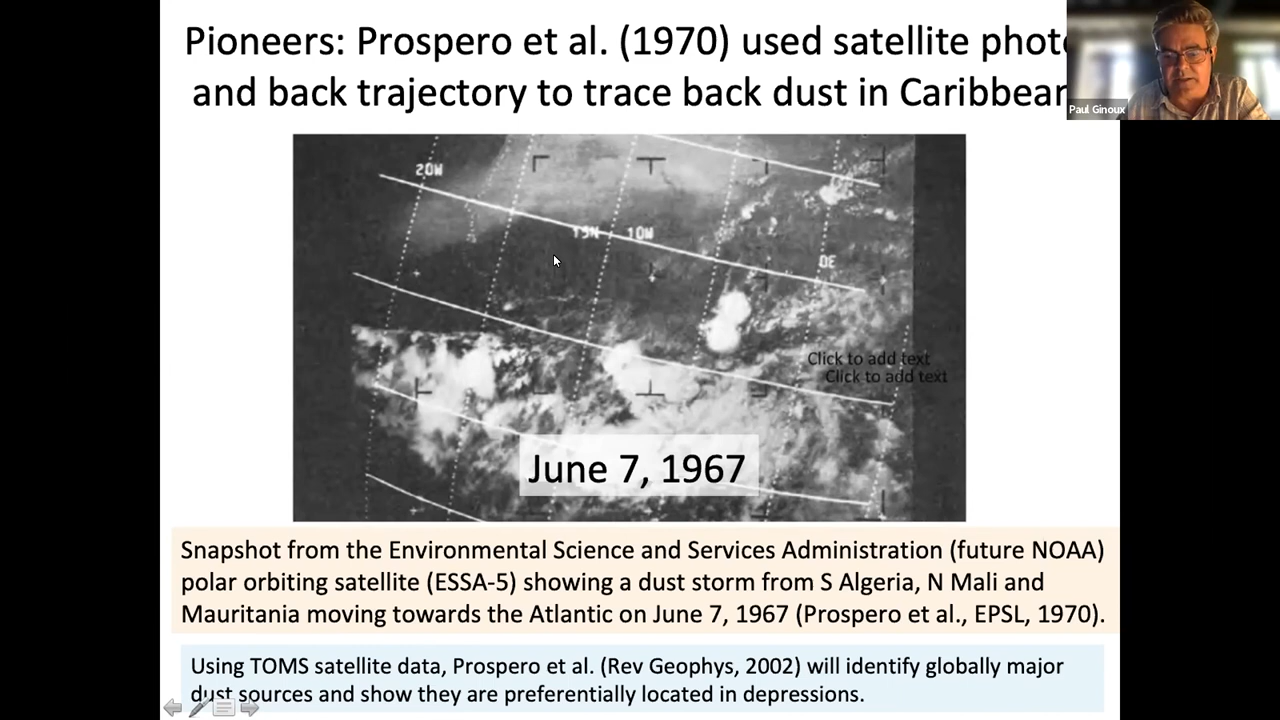 Pioneers: Prospero et al. (1970) used satellite phot
and back trajectory to trace back dust in Caribbean
Paul Ginoux
20W
15N
10W
0E
Click to add text
Click to add text
June 7, 1967
Snapshot from the Environmental Science and Services Administration (future NOAA)
polar orbiting satellite (ESSA-5) showing a dust storm from S Algeria, N Mali and
Mauritania moving towards the Atlantic on June 7, 1967 (Prospero et al., EPSL, 1970).
Using TOMS satellite data, Prospero et al. (Rev Geophys, 2002) will identify globally major
dust sources and show they are preferentially located in depressions.